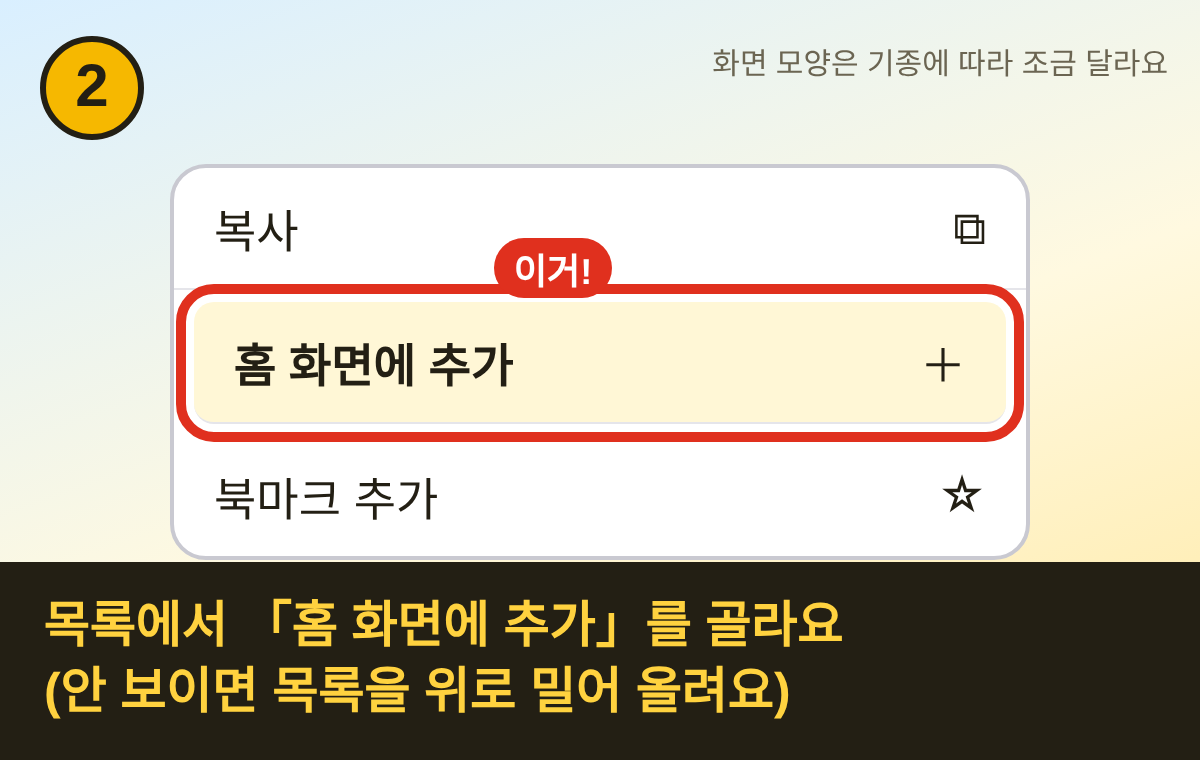 2
화면 모양은 기종에 따라 조금 달라요
복사
이거!
홈 화면에 추가
북마크 추가
목록에서 「홈 화면에 추가」를 골라요
(안 보이면 목록을 위로 밀어 올려요)